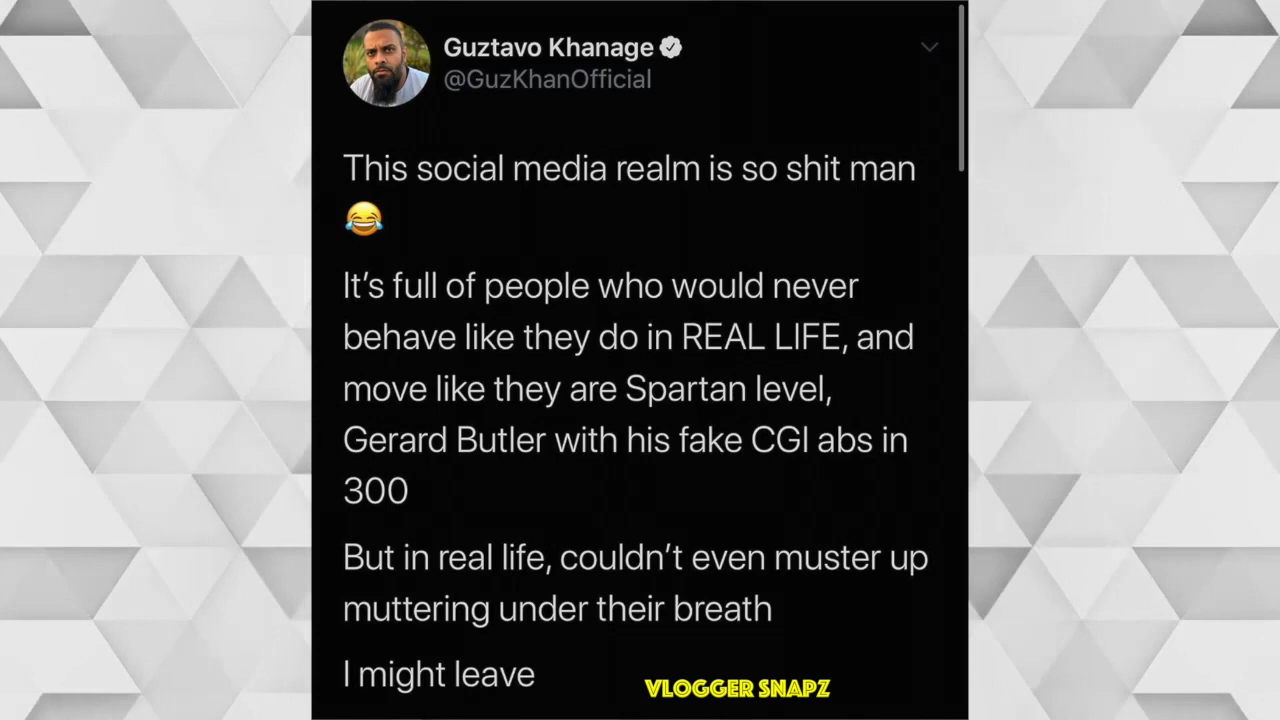 Guztavo Khanage
@GuzKhanOfficial
This social media realm is so shit man
😂
It’s full of people who would never
behave like they do in REAL LIFE, and
move like they are Spartan level,
Gerard Butler with his fake CGI abs in
300
But in real life, couldn’t even muster up
muttering under their breath
I might leave
VLOGGER SNAPZ